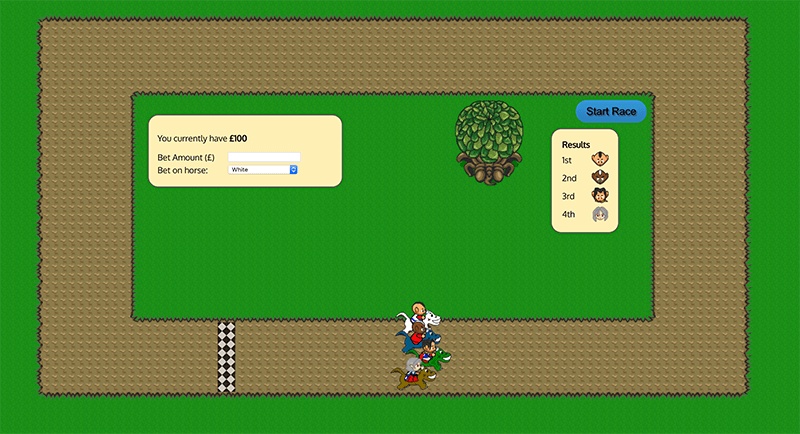 You currently have £100
Bet Amount (£)
Bet on horse: White
Start Race
Results
1st
2nd
3rd
4th